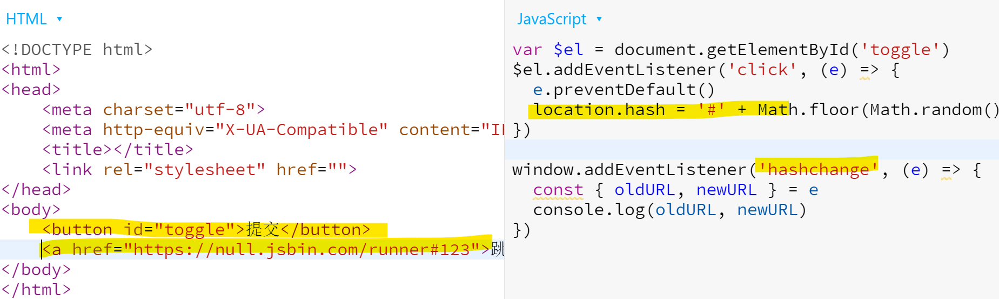 HTML
<!DOCTYPE html>
<html>
<head>
<meta charset="utf-8">
<meta http-equiv="X-UA-Compatible" content="IE
<title></title>
<link rel="stylesheet" href="">
</head>
<body>
<button id="toggle">提交</button>
<a href="https://null.jsbin.com/runner#123">跳
</body>
</html>
JavaScript
var $el = document.getElementById('toggle')
$el.addEventListener('click', (e) => {
e.preventDefault()
location.hash = '#' + Math.floor(Math.random()
})
window.addEventListener('hashchange', (e) => {
const { oldURL, newURL } = e
console.log(oldURL, newURL)
})